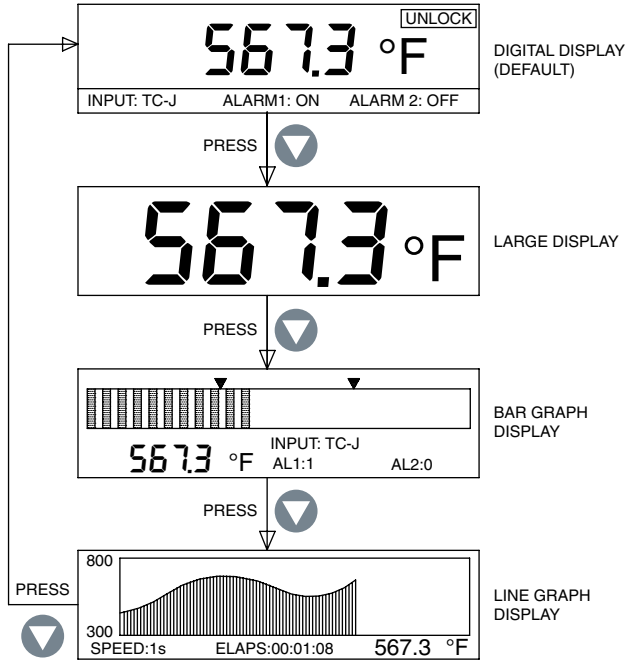 UNLOCK
567.3 °F
DIGITAL DISPLAY
(DEFAULT)
INPUT: TC-J ALARM1: ON ALARM 2: OFF
PRESS
567.3 °F
LARGE DISPLAY
PRESS
BAR GRAPH
DISPLAY
567.3 °F
INPUT: TC-J
AL1:1 AL2:0
PRESS
800
300
LINE GRAPH
DISPLAY
SPEED:1s ELAPS:00:01:08 567.3 °F
PRESS